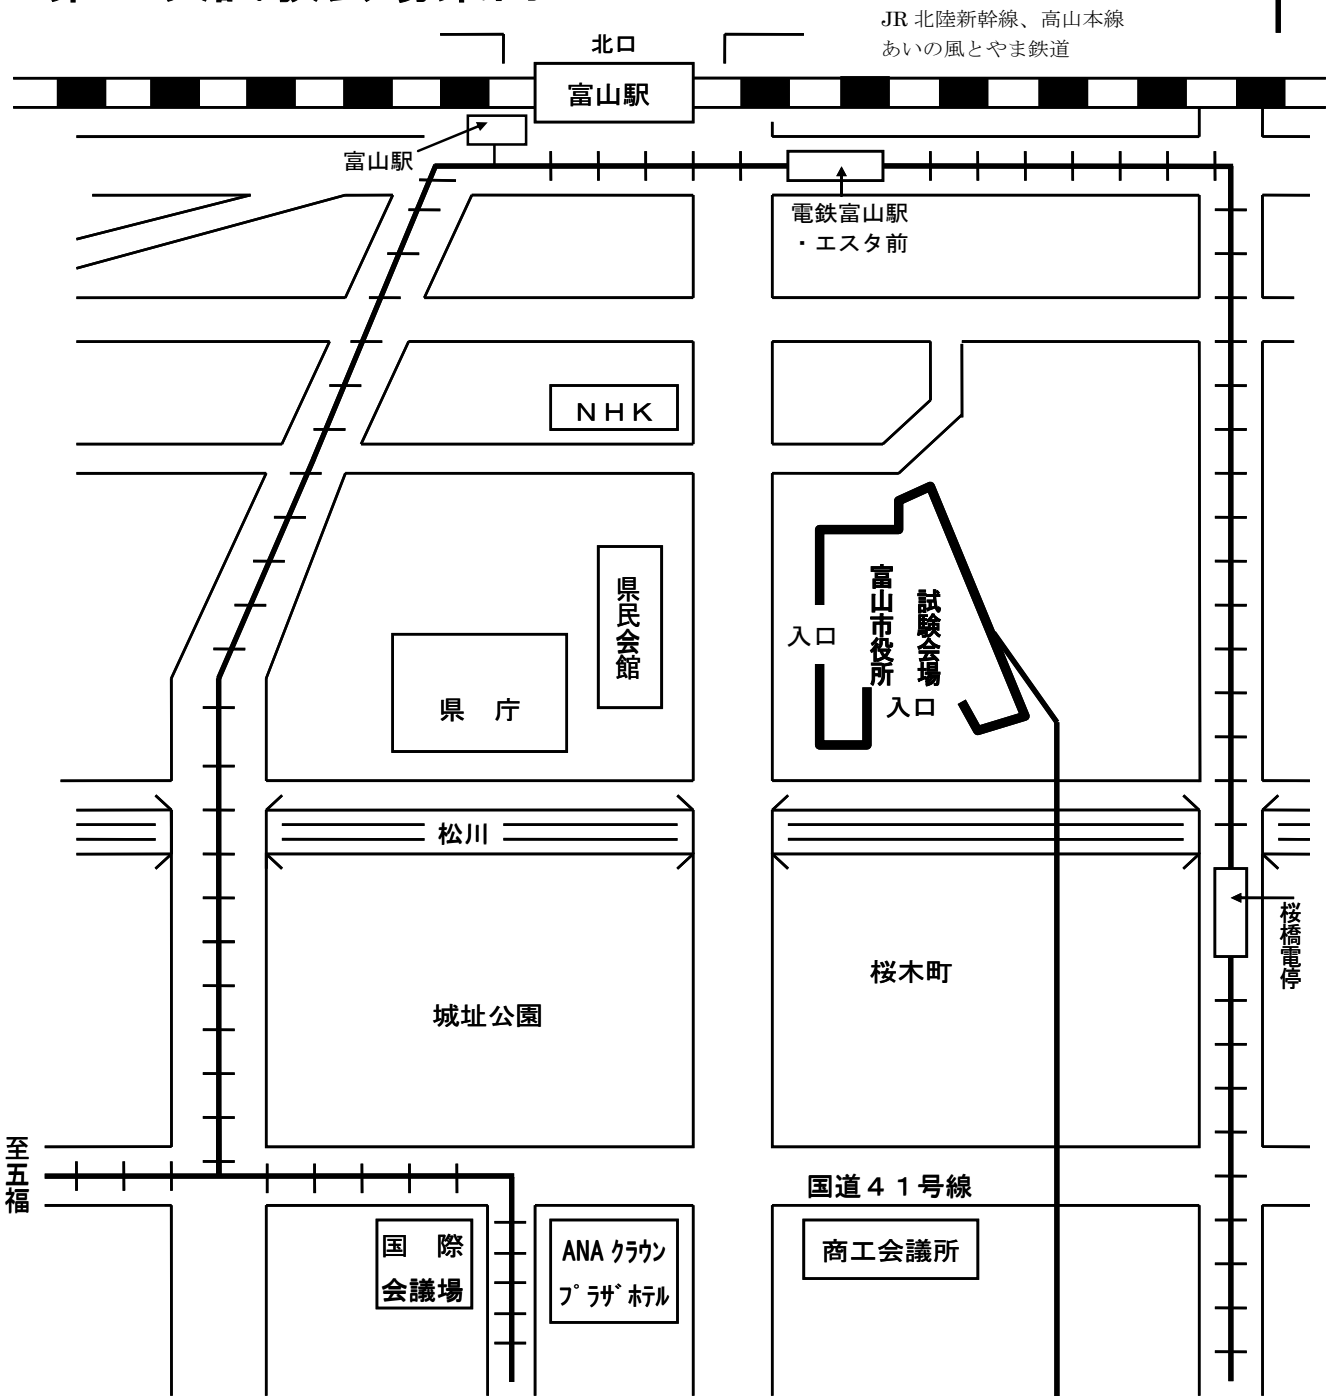 JR 北陸新幹線、高山本線
あいの風とやま鉄道
北口
富山駅
富山駅
電鉄富山駅
・エスタ前
ＮＨＫ
県民会館
県　庁
入口
富山市役所
試験会場
入口
松川
桜橋電停
桜木町
城址公園
至五福
国道４１号線
国　際
会議場
ANA クラウン
プラザホテル
商工会議所